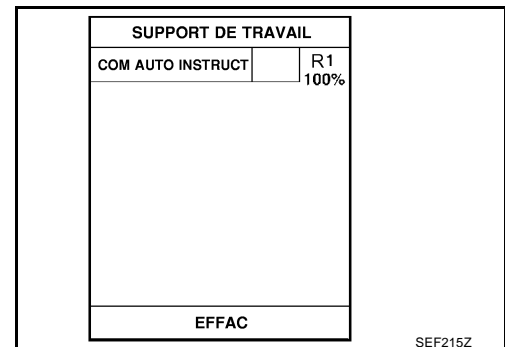 SUPPORT DE TRAVAIL
COM AUTO INSTRUCT R1
100%
EFFAC
SEF215Z